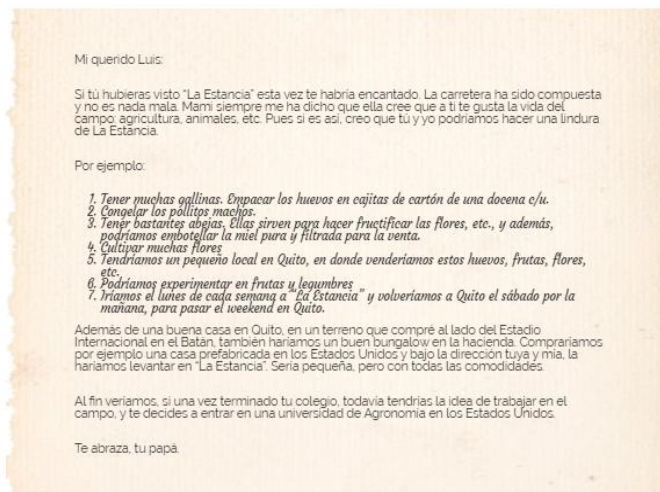 Mi querido Luis:
Si tú hubieras visto "La Estancia" esta vez te habría encantado. La carretera ha sido compuesta
y no es nada mala. Mami siempre me ha dicho que ella cree que a ti te gusta la vida del
campo: agricultura, animales, etc. Pues si es así, creo que tú y yo podríamos hacer una lindura
de La Estancia.
Por ejemplo:
1. Tener muchas gallinas. Empacar los huevos en cajitas de cartón de una docena c/u.
2. Congelar los pollitos machos.
3. Tener bastantes abejas. Ellas sirven para hacer fructificar las flores, etc., y además,
podríamos embotellar la miel pura y filtrada para la venta.
4. Cultivar muchas flores
5. Tendríamos un pequeño local en Quito, en donde venderíamos estos huevos, frutas, flores,
etc.
6. Podríamos experimentar en frutas y legumbres
7. Iríamos el lunes de cada semana a "La Estancia" y volveríamos a Quito el sábado por la
mañana, para pasar el weekend en Quito.
Además de una buena casa en Quito, en un terreno que compré al lado del Estadio
Internacional en el Batán, también haríamos un buen bungalow en la hacienda. Compraríamos
por ejemplo una casa prefabricada en los Estados Unidos y bajo la dirección tuya y mía, la
haríamos levantar en "La Estancia". Sería pequeña, pero con todas las comodidades.
Al fin veríamos, si una vez terminado tu colegio, todavía tendrías la idea de trabajar en el
campo, y te decides a entrar en una universidad de Agronomía en los Estados Unidos.
Te abraza, tu papá.